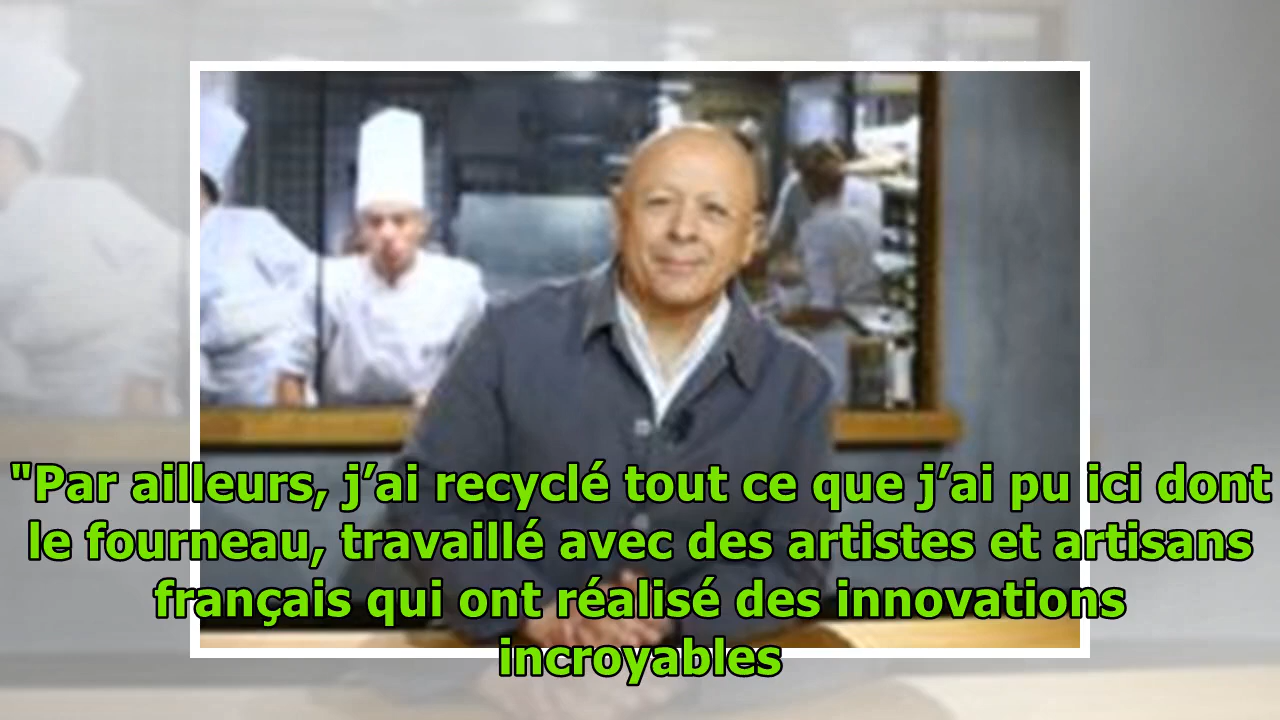 "Par ailleurs, j’ai recyclé tout ce que j’ai pu ici dont
le fourneau, travaillé avec des artistes et artisans
français qui ont réalisé des innovations
incroyables